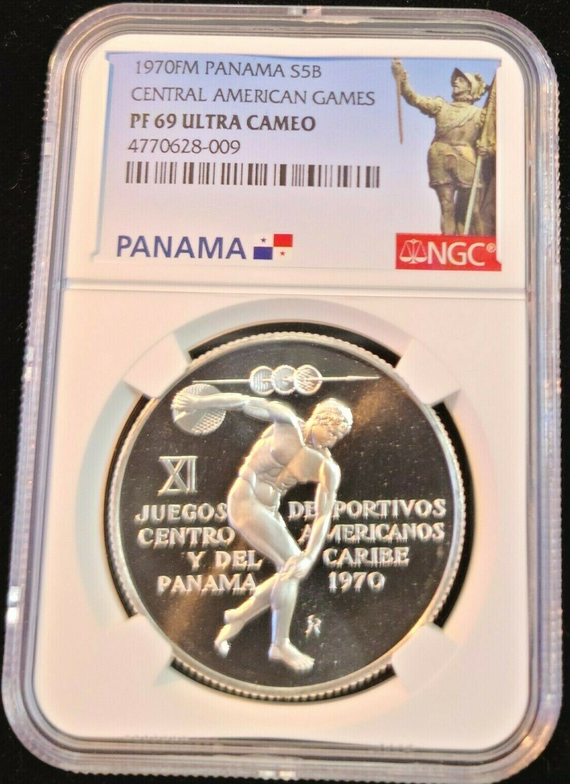 1970FM PANAMA S5B
CENTRAL AMERICAN GAMES
PF 69 ULTRA CAMEO
4770628-009
PANAMA
NGC®
XI
JUEGOS DEPORTIVOS
CENTRO AMERICANOS
Y DEL CARIBE
PANAMA 1970